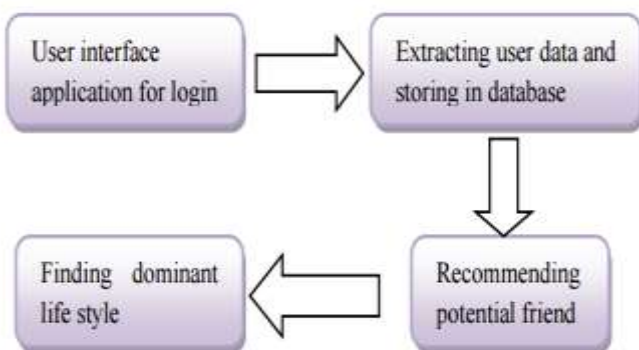 User interface
application for login
Extracting user data and
storing in database
Recommending
potential friend
Finding dominant
life style